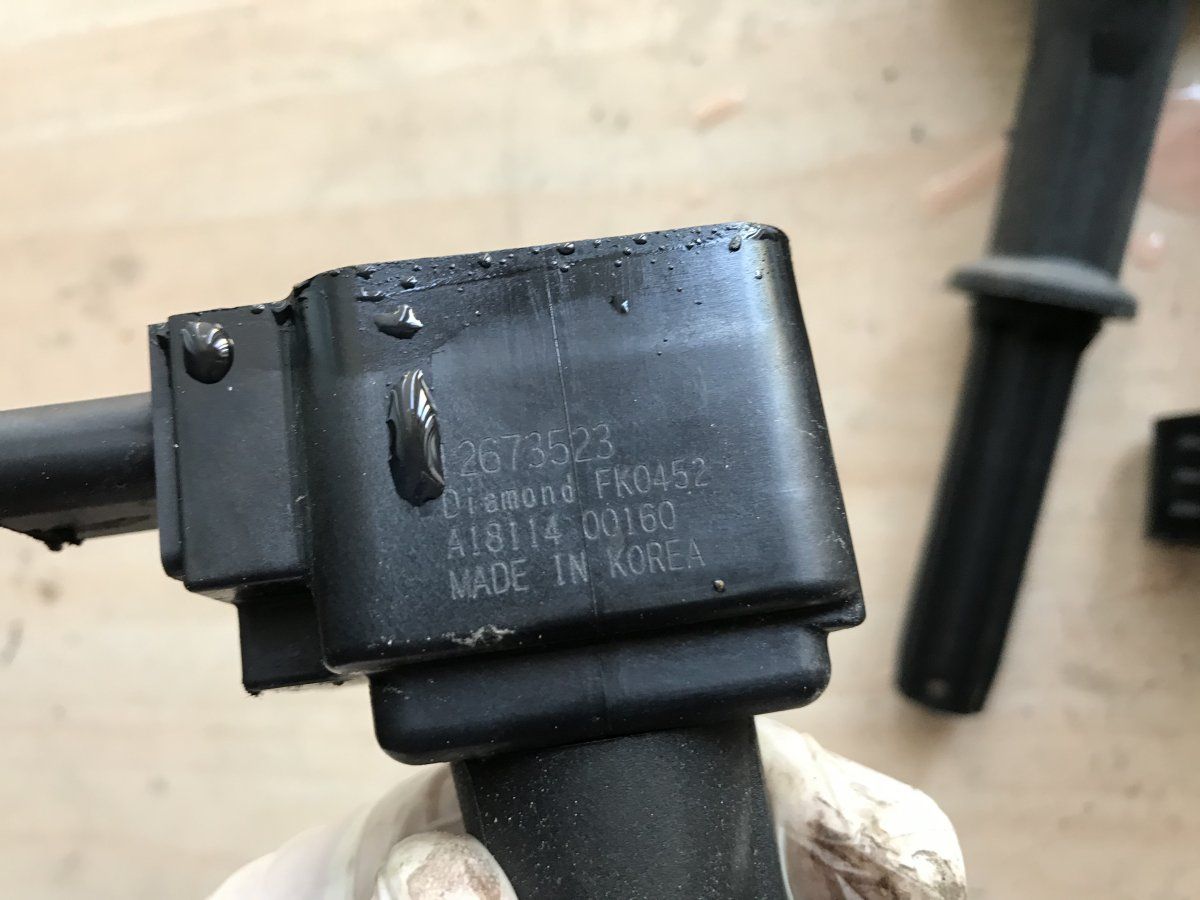 12673523
Diamond FK0452
A18114 00160
MADE IN KOREA